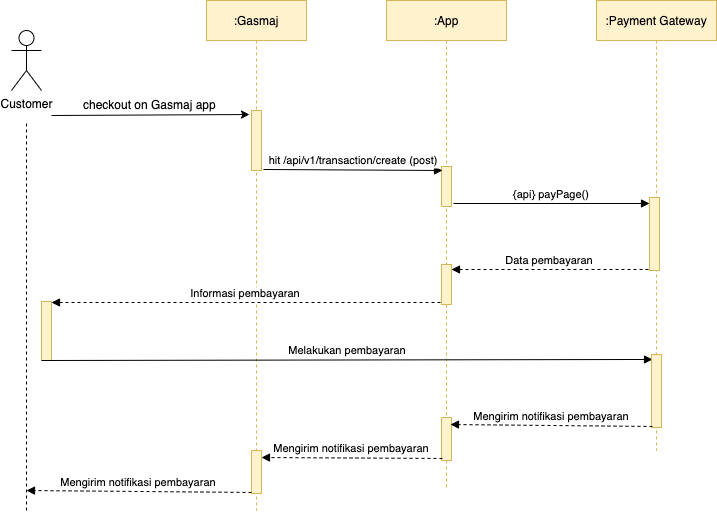 :Gasmaj
:App
:Payment Gateway
Customer
checkout on Gasmaj app
hit /api/v1/transaction/create (post)
{api} payPage()
Data pembayaran
Informasi pembayaran
Melakukan pembayaran
Mengirim notifikasi pembayaran
Mengirim notifikasi pembayaran
Mengirim notifikasi pembayaran